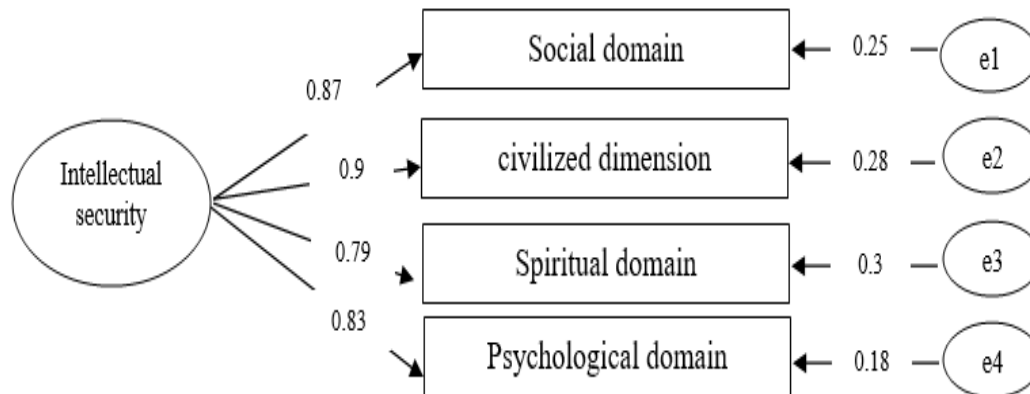 Social domain
0.25
e1
0.87
civilized dimension
0.28
e2
0.9
Intellectual
security
Spiritual domain
0.3
e3
0.79
Psychological domain
0.18
e4
0.83